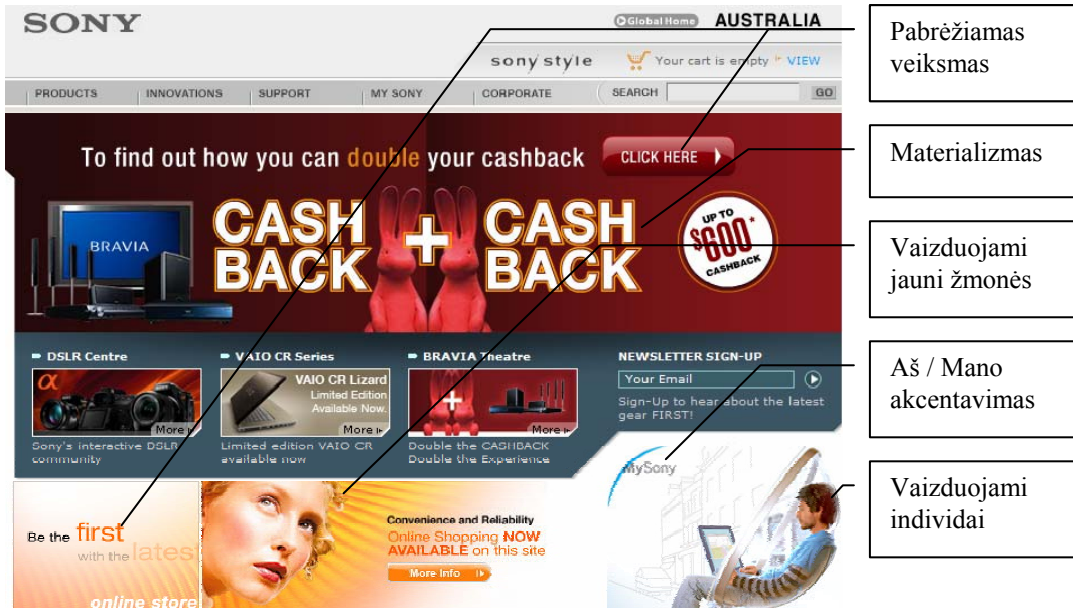 SONY
Global Home AUSTRALIA
sony style Your cart is empty VIEW
PRODUCTS INNOVATIONS SUPPORT MY SONY CORPORATE SEARCH GO
To find out how you can double your cashback CLICK HERE
BRAVIA
CASH BACK
+
CASH BACK
UP TO
$600*
CASHBACK
DSLR Centre
α
More
Sony's interactive DSLR
community
VAIO CR Series
VAIO CR Lizard
Limited Edition
Available Now.
More
Limited edition VAIO CR
available now
BRAVIA Theatre
+
More
Double the CASHBACK
Double the Experience
NEWSLETTER SIGN-UP
Your Email
Sign-Up to hear about the latest
gear FIRST!
Be the first
with the latest
online store
Convenience and Reliability
Online Shopping NOW
AVAILABLE on this site
More Info
MySony
Pabrėžiamas
veiksmas
Materializmas
Vaizduojami
jauni žmonės
Aš / Mano
akcentavimas
Vaizduojami
individai